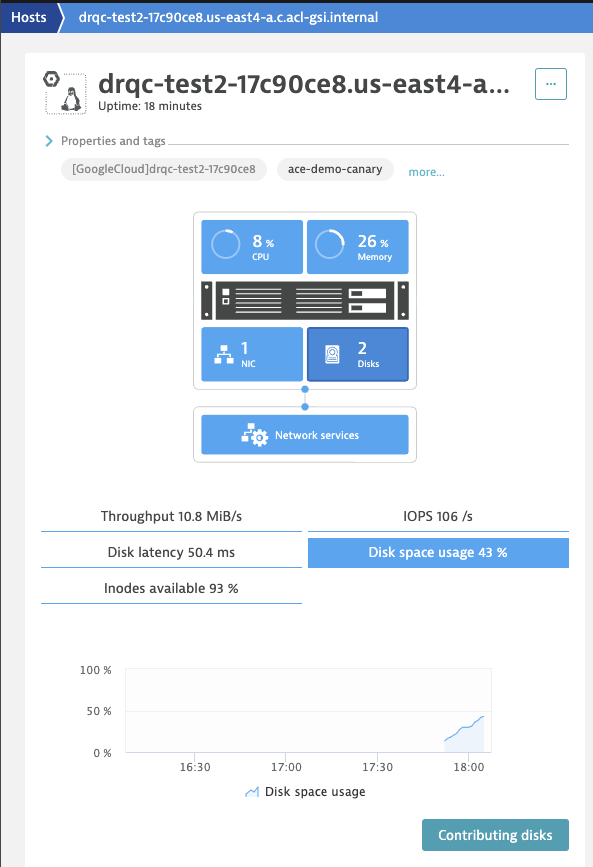 Hosts drqc-test2-17c90ce8.us-east4-a.c.acl-gsi.internal
drqc-test2-17c90ce8.us-east4-a...
...
Uptime: 18 minutes
Properties and tags
[GoogleCloud]drqc-test2-17c90ce8 ace-demo-canary more...
8 % 26 %
CPU Memory
1 2
NIC Disks
Network services
Throughput 10.8 MiB/s IOPS 106 /s
Disk latency 50.4 ms Disk space usage 43 %
Inodes available 93 %
100 %
50 %
0 %
16:30 17:00 17:30 18:00
Disk space usage
Contributing disks